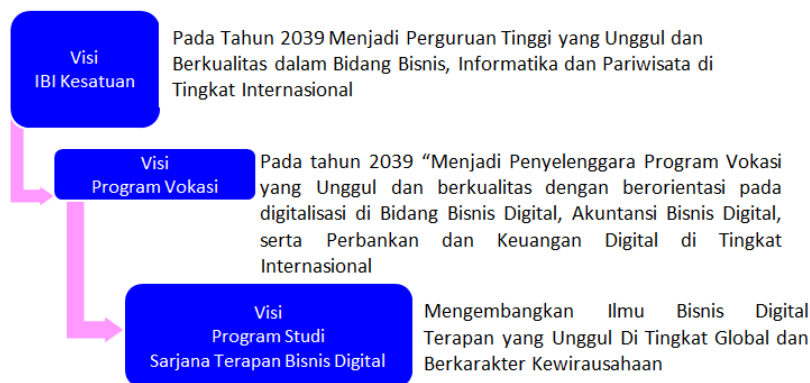 Visi
IBI Kesatuan
Pada Tahun 2039 Menjadi Perguruan Tinggi yang Unggul dan
Berkualitas dalam Bidang Bisnis, Informatika dan Pariwisata di
Tingkat Internasional
Visi
Program Vokasi
Pada tahun 2039 “Menjadi Penyelenggara Program Vokasi
yang Unggul dan berkualitas dengan berorientasi pada
digitalisasi di Bidang Bisnis Digital, Akuntansi Bisnis Digital,
serta Perbankan dan Keuangan Digital di Tingkat
Internasional
Visi
Program Studi
Sarjana Terapan Bisnis Digital
Mengembangkan Ilmu Bisnis Digital
Terapan yang Unggul Di Tingkat Global dan
Berkarakter Kewirausahaan